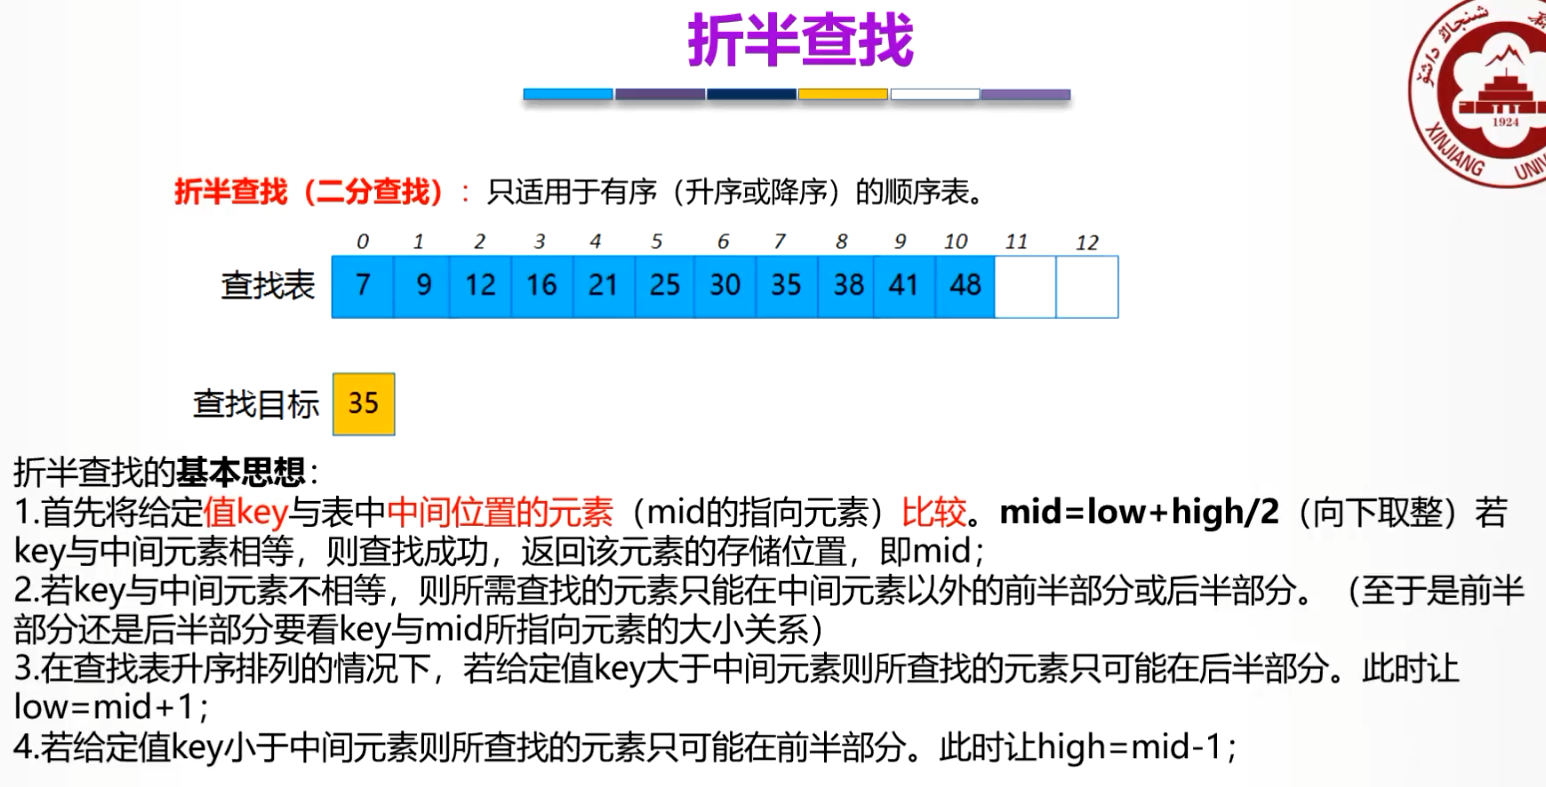 折半查找
折半查找（二分查找）：只适用于有序（升序或降序）的顺序表。
0 1 2 3 4 5 6 7 8 9 10 11 12
查找表 7 9 12 16 21 25 30 35 38 41 48
查找目标 35
折半查找的基本思想：
1.首先将给定值key与表中中间位置的元素（mid的指向元素）比较。mid=low+high/2（向下取整）若
key与中间元素相等，则查找成功，返回该元素的存储位置，即mid；
2.若key与中间元素不相等，则所需查找的元素只能在中间元素以外的前半部分或后半部分。（至于是前半
部分还是后半部分要看key与mid所指向元素的大小关系）
3.在查找表升序排列的情况下，若给定值key大于中间元素则所查找的元素只可能在后半部分。此时让
low=mid+1；
4.若给定值key小于中间元素则所查找的元素只可能在前半部分。此时让high=mid-1；
1924
XINJIANG